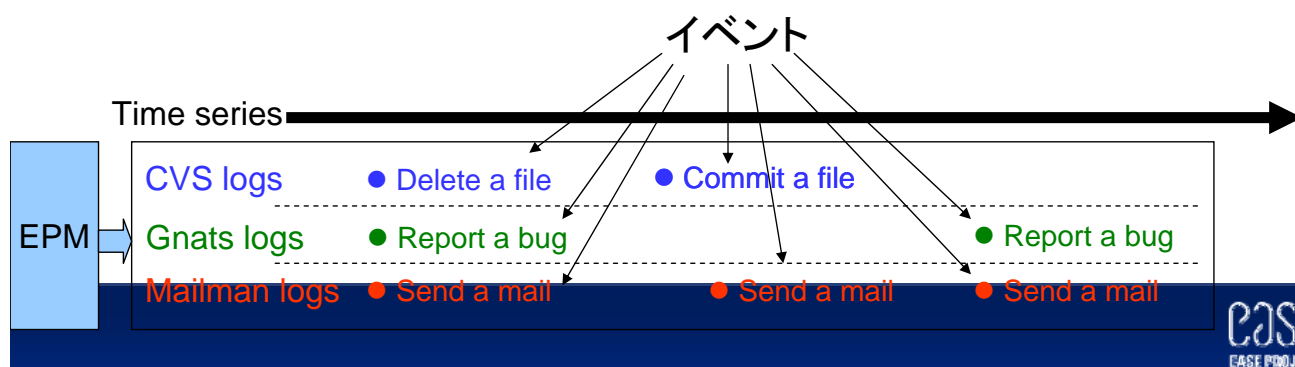 イベント
Time series
EPM
CVS logs
Delete a file
Commit a file
Gnats logs
Report a bug
Report a bug
Mailman logs
Send a mail
Send a mail
Send a mail